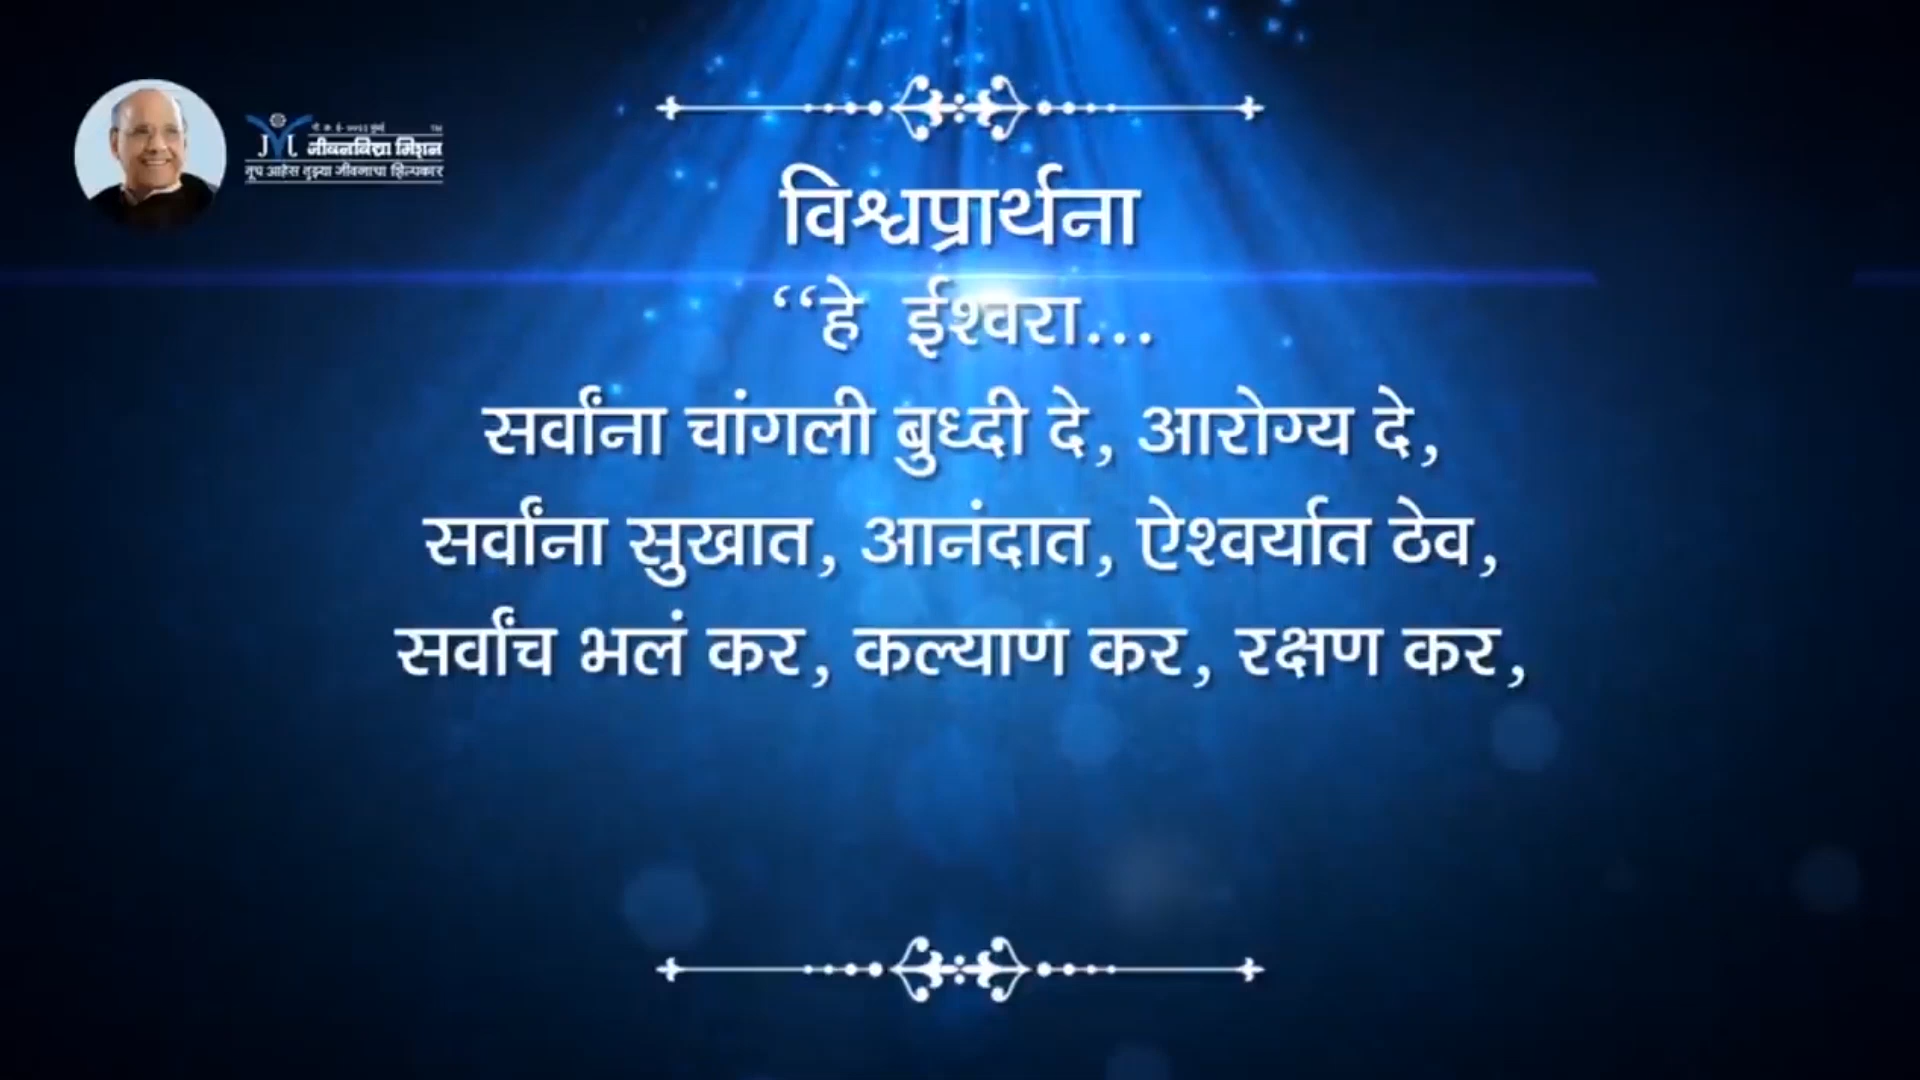 जीवनविद्या मिशन
तूच आहेस तुझ्या जीवनाचा शिल्पकार
विश्वप्रार्थना
“हे ईश्वरा...
सर्वांना चांगली बुध्दी दे, आरोग्य दे,
सर्वांना सुखात, आनंदात, ऐश्वर्यात ठेव,
सर्वांच भलं कर, कल्याण कर, रक्षण कर,